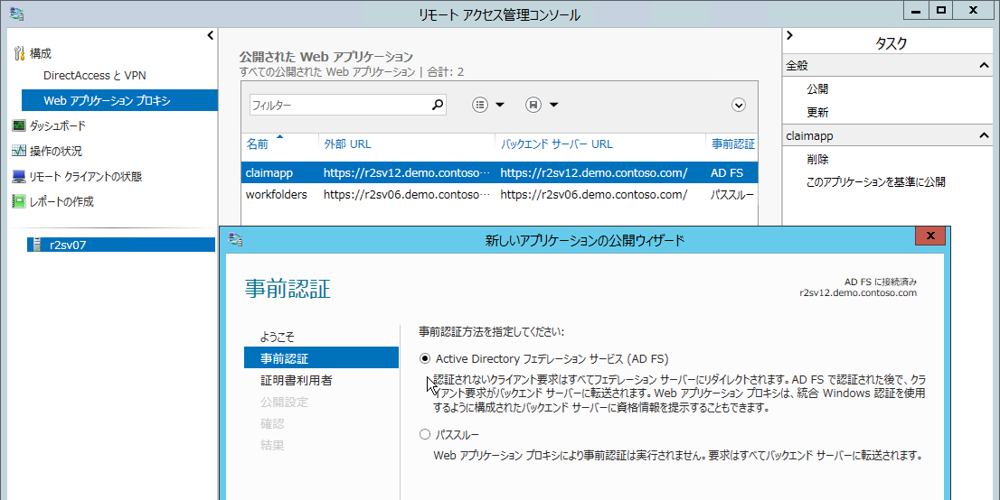 リモート アクセス管理コンソール
構成
DirectAccess と VPN
Web アプリケーション プロキシ
ダッシュボード
操作の状況
リモート クライアントの状態
レポートの作成
r2sv07
公開された Web アプリケーション
すべての公開された Web アプリケーション | 合計: 2
フィルター
名前 外部 URL バックエンド サーバー URL 事前認証
claimapp https://r2sv12.demo.contoso… https://r2sv12.demo.contoso.com/ AD FS
workfolders https://r2sv06.demo.contoso… https://r2sv06.demo.contoso.com/ パススルー
タスク
全般
公開
更新
claimapp
削除
このアプリケーションを基準に公開
新しいアプリケーションの公開ウィザード
事前認証
AD FS に接続済み
r2sv12.demo.contoso.com
ようこそ
事前認証
証明書利用者
公開設定
確認
結果
事前認証方法を指定してください:
Active Directory フェデレーション サービス (AD FS)
認証されないクライアント要求はすべてフェデレーション サーバーにリダイレクトされます。AD FS で認証された後で、ク
ライアント要求がバックエンド サーバーに転送されます。Web アプリケーション プロキシは、統合 Windows 認証を使用
するように構成されたバックエンド サーバーに資格情報を提示することもできます。
パススルー
Web アプリケーション プロキシにより事前認証は実行されません。要求はすべてバックエンド サーバーに転送されます。